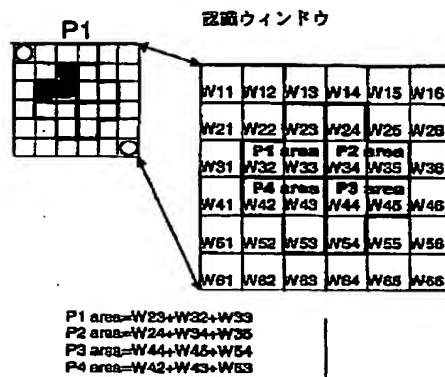 認識ウィンドウ
P1
W11 W12 W13 W14 W15 W16
W21 W22 W23 W24 W25 W26
P1 area P2 area
W31 W32 W33 W34 W35 W36
P4 area P3 area
W41 W42 W43 W44 W45 W46
W51 W52 W53 W54 W55 W56
W61 W62 W63 W64 W65 W66
P1 area=W23+W32+W33
P2 area=W24+W34+W35
P3 area=W44+W45+W54
P4 area=W42+W43+W53